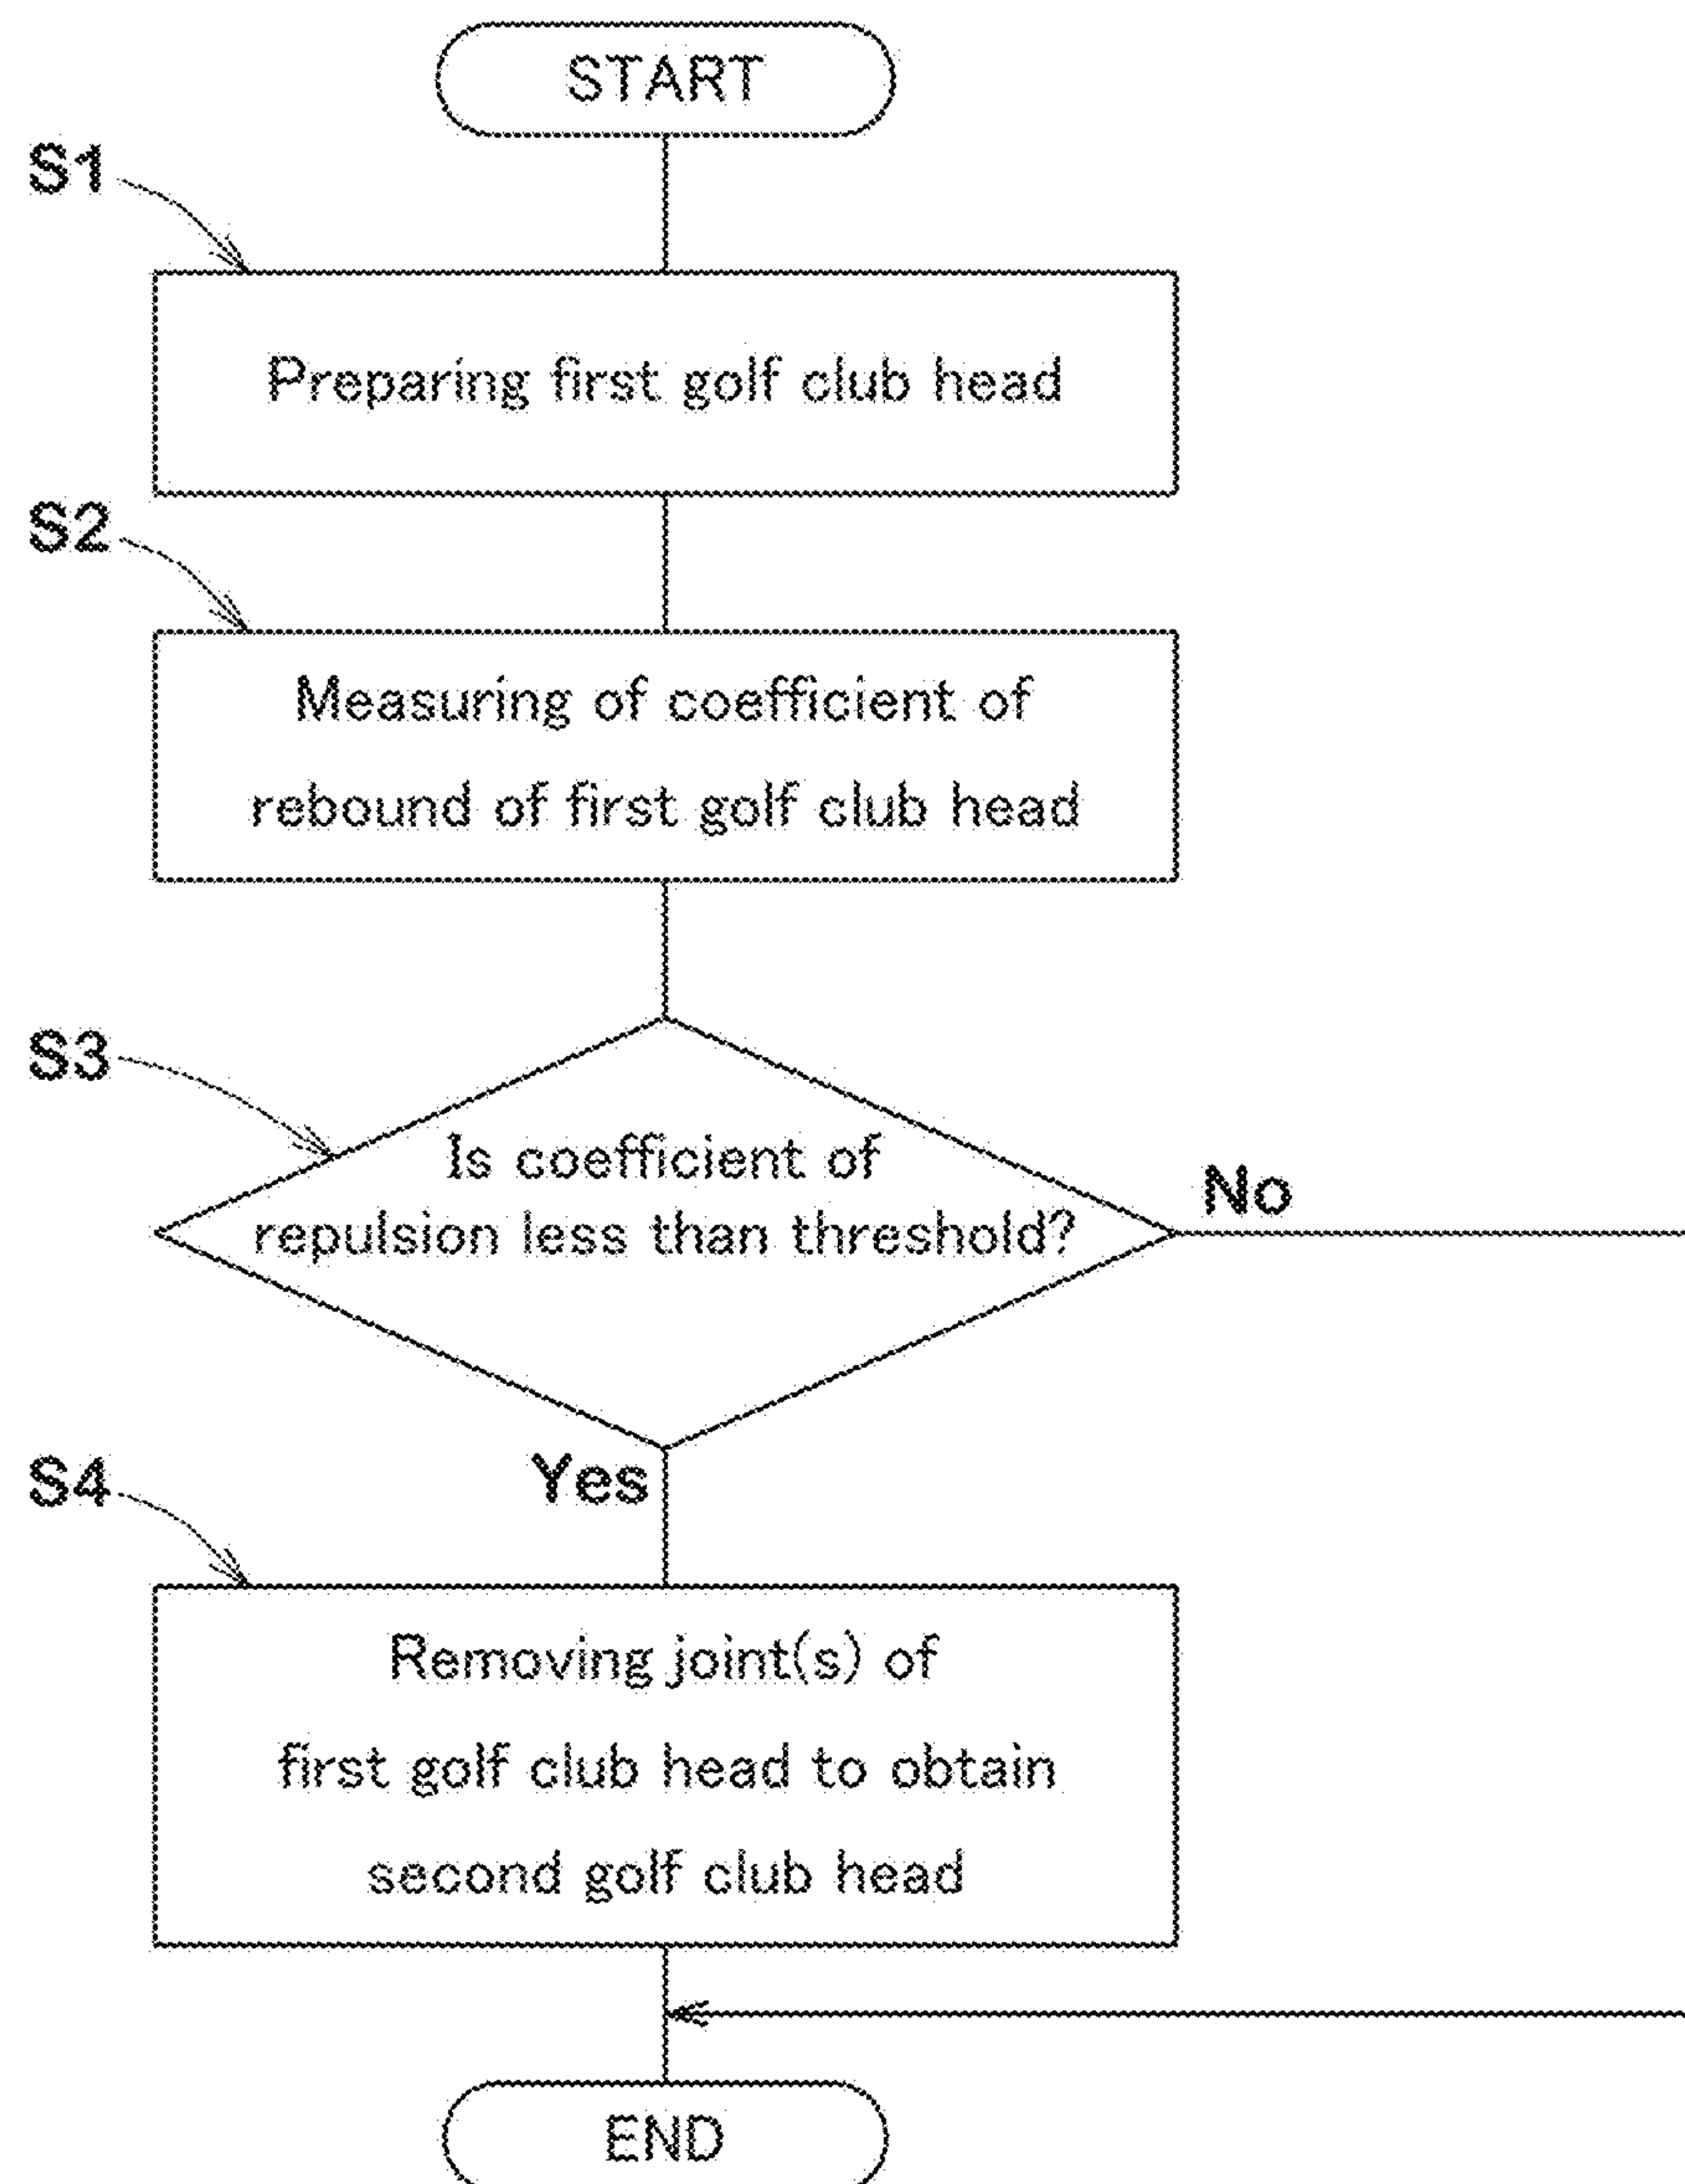 START
S1
Preparing first golf club head
S2
Measuring of coefficient of
rebound of first golf club head
S3
Is coefficient of
repulsion less than threshold?
No
Yes
S4
Removing joint(s) of
first golf club head to obtain
second golf club head
END